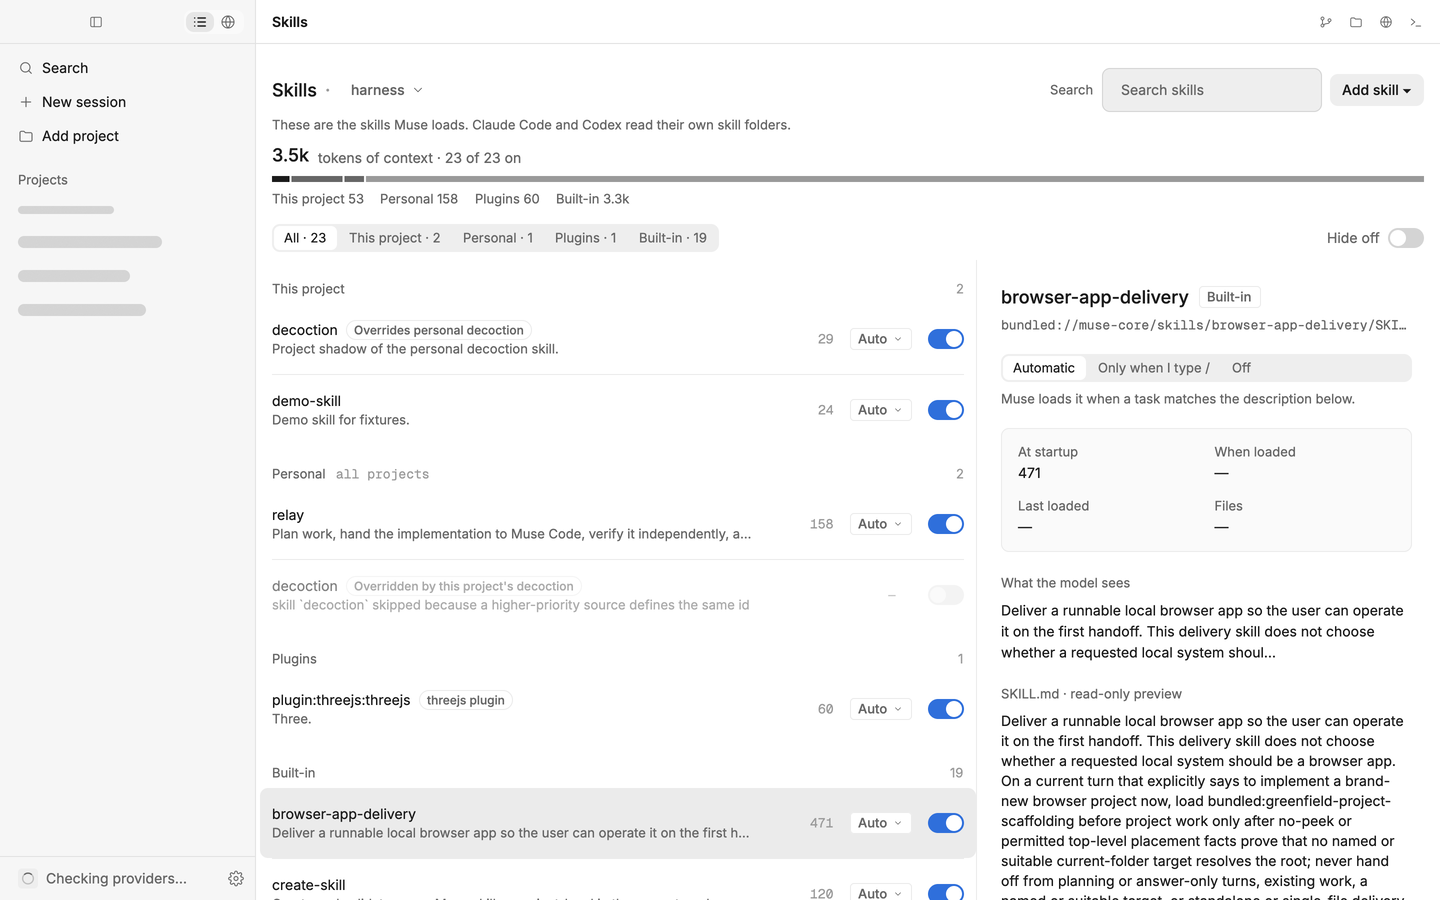 Skills
Search
New session
Add project
Projects
Checking providers...
Skills · harness
Search
Search skills
Add skill
These are the skills Muse loads. Claude Code and Codex read their own skill folders.
3.5k tokens of context · 23 of 23 on
This project 53 Personal 158 Plugins 60 Built-in 3.3k
All · 23 This project · 2 Personal · 1 Plugins · 1 Built-in · 19
Hide off
This project 2
decoction Overrides personal decoction
Project shadow of the personal decoction skill.
29 Auto
demo-skill
Demo skill for fixtures.
24 Auto
Personal all projects 2
relay
Plan work, hand the implementation to Muse Code, verify it independently, a...
158 Auto
decoction Overridden by this project's decoction
skill `decoction` skipped because a higher-priority source defines the same id
–
Plugins 1
plugin:threejs:threejs threejs plugin
Three.
60 Auto
Built-in 19
browser-app-delivery
Deliver a runnable local browser app so the user can operate it on the first h...
471 Auto
create-skill
120 Auto
browser-app-delivery Built-in
bundled://muse-core/skills/browser-app-delivery/SKI...
Automatic Only when I type / Off
Muse loads it when a task matches the description below.
At startup When loaded
471 —
Last loaded Files
— —
What the model sees
Deliver a runnable local browser app so the user can operate
it on the first handoff. This delivery skill does not choose
whether a requested local system shoul...
SKILL.md · read-only preview
Deliver a runnable local browser app so the user can operate
it on the first handoff. This delivery skill does not choose
whether a requested local system should be a browser app.
On a current turn that explicitly says to implement a brand-
new browser project now, load bundled:greenfield-project-
scaffolding before project work only after no-peek or
permitted top-level placement facts prove that no named or
suitable current-folder target resolves the root; never hand
off from planning or answer-only turns, existing work, a
named or suitable target, or standalone or single-file delivery